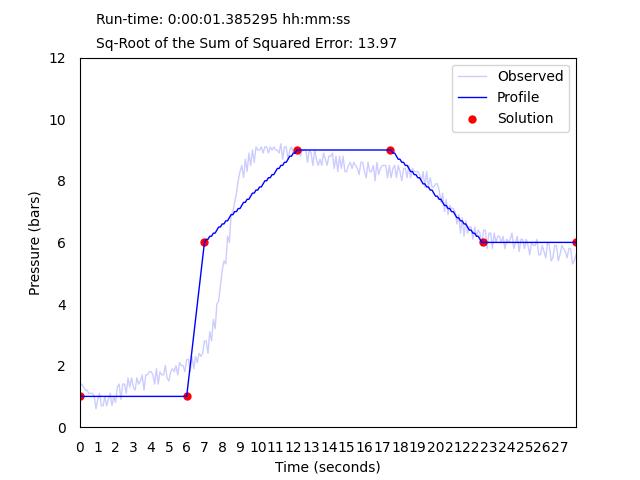 Run-time: 0:00:01.385295 hh:mm:ss
Sq-Root of the Sum of Squared Error: 13.97
12
10
8
6
4
2
0
Pressure (bars)
Observed
Profile
Solution
0 1 2 3 4 5 6 7 8 9 10 11 12 13 14 15 16 17 18 19 20 21 22 23 24 25 26 27
Time (seconds)